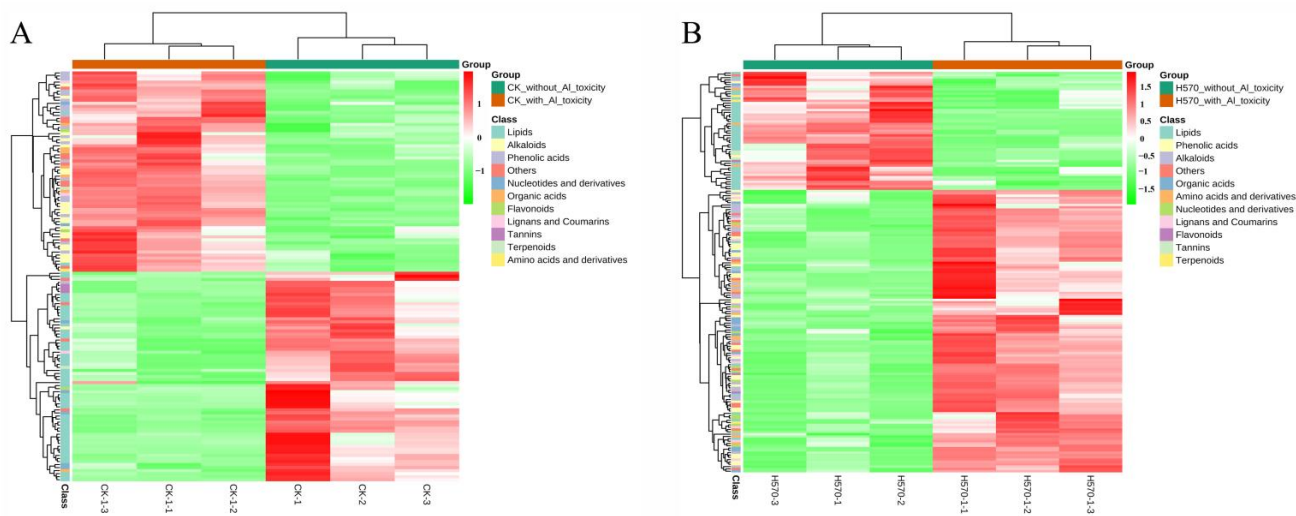 A
Group
Group
CK_without_Al_toxicity
CK_with_Al_toxicity
1
0
−1
Class
Lipids
Alkaloids
Phenolic acids
Others
Nucleotides and derivatives
Organic acids
Flavonoids
Lignans and Coumarins
Tannins
Terpenoids
Amino acids and derivatives
Class
CK-1-3
CK-1-1
CK-1-2
CK-1
CK-2
CK-3
B
Group
Group
H570_without_Al_toxicity
H570_with_Al_toxicity
1.5
1
0.5
0
−0.5
−1
−1.5
Class
Lipids
Phenolic acids
Alkaloids
Others
Organic acids
Amino acids and derivatives
Nucleotides and derivatives
Lignans and Coumarins
Flavonoids
Tannins
Terpenoids
Class
H570-3
H570-1
H570-2
H570-1-1
H570-1-2
H570-1-3